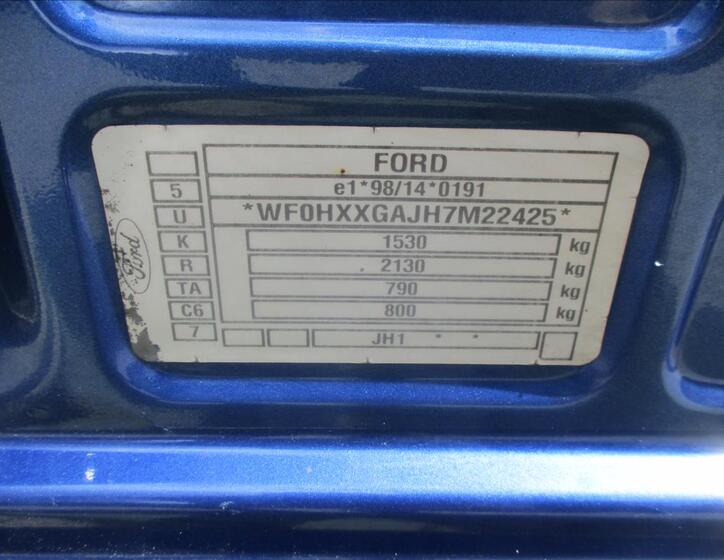 FORD
5 e1*98/14*0191
U *WF0HXXGAJH7M22425*
K 1530 kg
R 2130 kg
TA 790 kg
C6 800 kg
7 JH1 * *
Ford